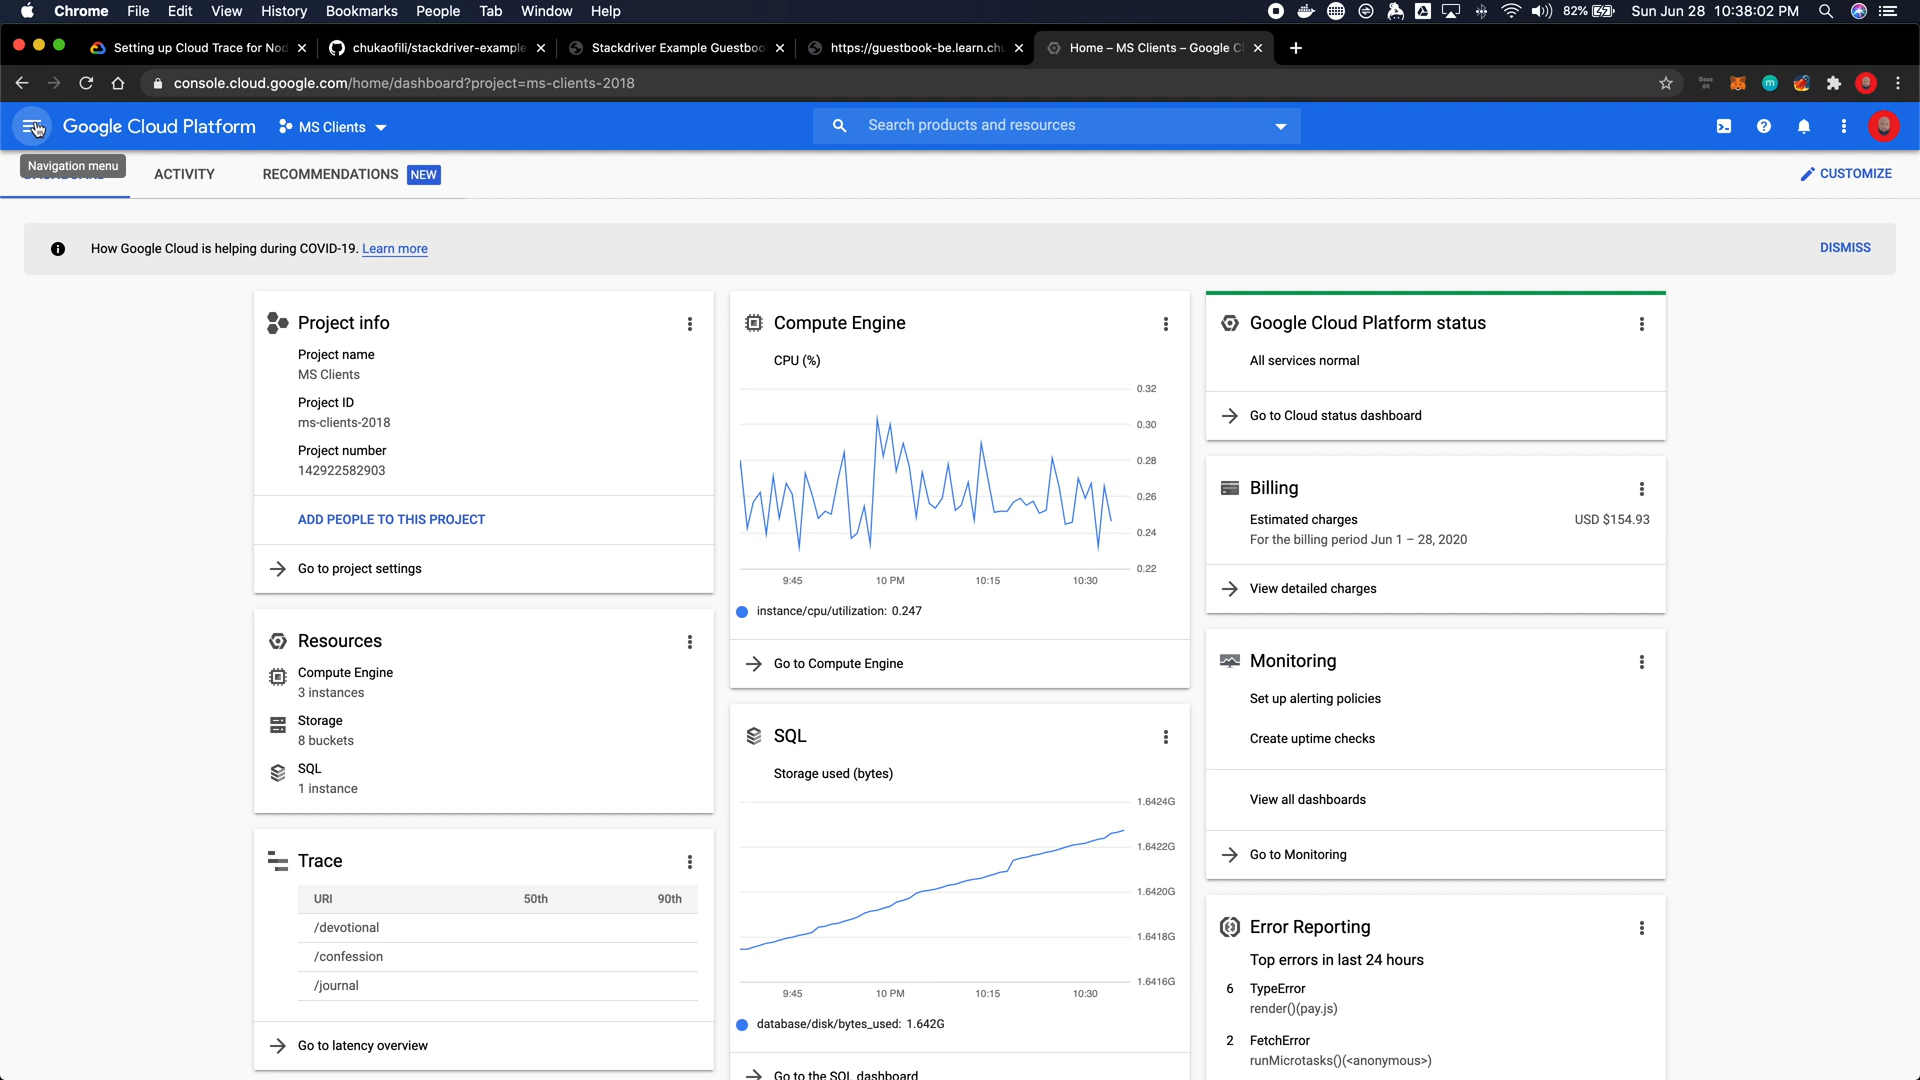 Chrome File Edit View History Bookmarks People Tab Window Help 82% Sun Jun 28 10:38:02 PM
Setting up Cloud Trace for Nod
chukaofili/stackdriver-example
Stackdriver Example Guestboo
https://guestbook-be.learn.ch
Home – MS Clients – Google C
console.cloud.google.com/home/dashboard?project=ms-clients-2018
Google Cloud Platform MS Clients Search products and resources
Navigation menu
ACTIVITY RECOMMENDATIONS NEW CUSTOMIZE
How Google Cloud is helping during COVID-19. Learn more DISMISS
Project info
Project name
MS Clients
Project ID
ms-clients-2018
Project number
142922582903
ADD PEOPLE TO THIS PROJECT
Go to project settings
Resources
Compute Engine
3 instances
Storage
8 buckets
SQL
1 instance
Trace
URI 50th 90th
/devotional
/confession
/journal
Go to latency overview
Compute Engine
CPU (%)
0.32
0.30
0.28
0.26
0.24
0.22
9:45 10 PM 10:15 10:30
instance/cpu/utilization: 0.247
Go to Compute Engine
SQL
Storage used (bytes)
1.6424G
1.6422G
1.6420G
1.6418G
1.6416G
9:45 10 PM 10:15 10:30
database/disk/bytes_used: 1.642G
Go to the SQL dashboard
Google Cloud Platform status
All services normal
Go to Cloud status dashboard
Billing
Estimated charges USD $154.93
For the billing period Jun 1 – 28, 2020
View detailed charges
Monitoring
Set up alerting policies
Create uptime checks
View all dashboards
Go to Monitoring
Error Reporting
Top errors in last 24 hours
6 TypeError
render()(pay.js)
2 FetchError
runMicrotasks()(<anonymous>)